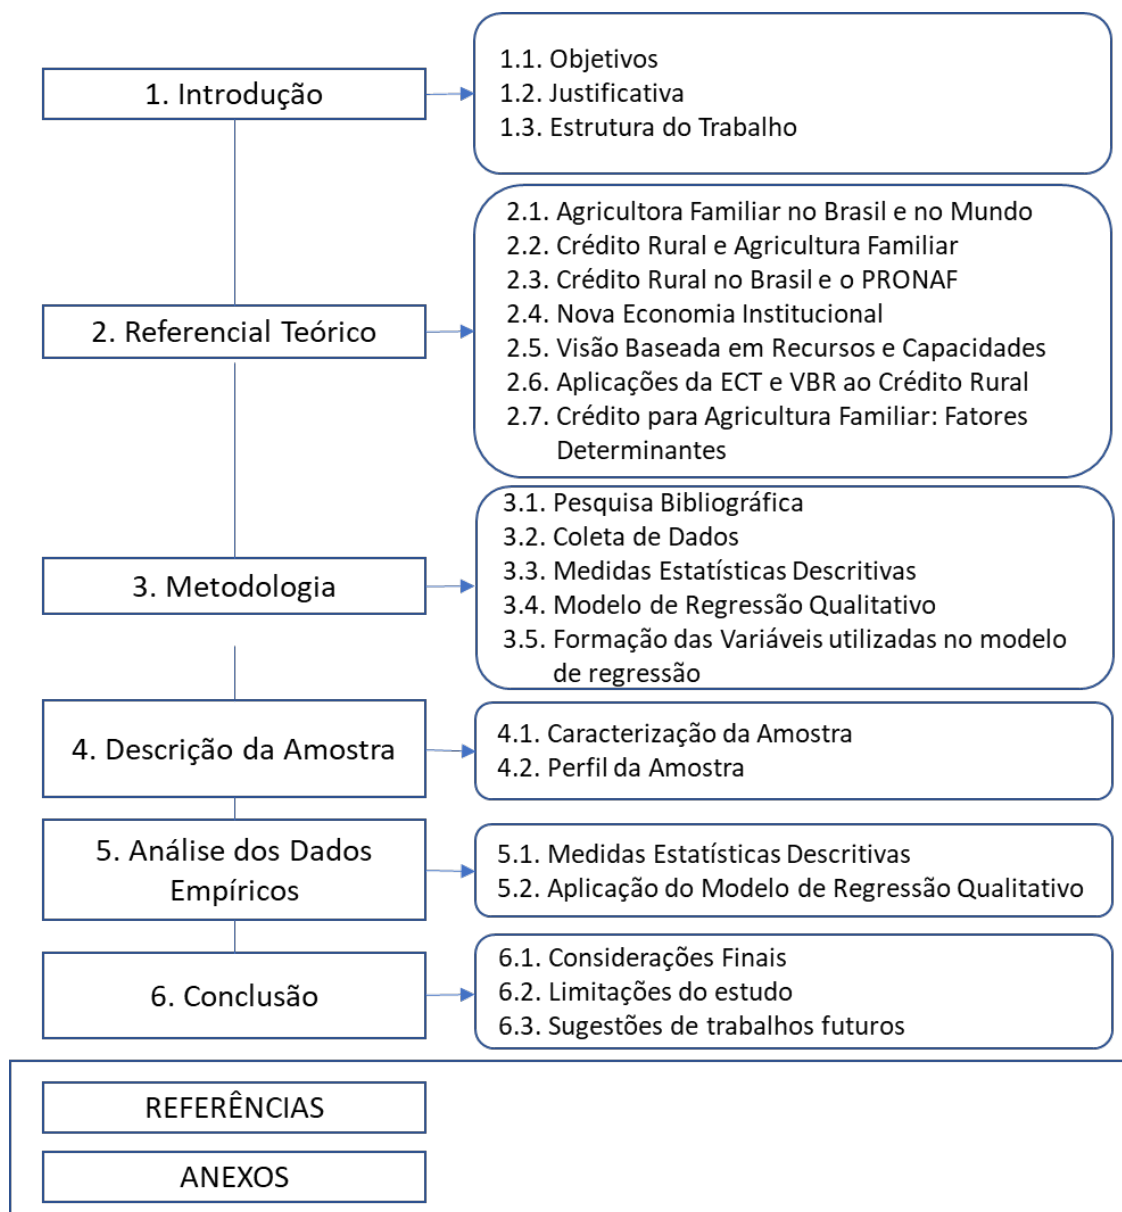 1. Introdução
1.1. Objetivos
1.2. Justificativa
1.3. Estrutura do Trabalho
2. Referencial Teórico
2.1. Agricultora Familiar no Brasil e no Mundo
2.2. Crédito Rural e Agricultura Familiar
2.3. Crédito Rural no Brasil e o PRONAF
2.4. Nova Economia Institucional
2.5. Visão Baseada em Recursos e Capacidades
2.6. Aplicações da ECT e VBR ao Crédito Rural
2.7. Crédito para Agricultura Familiar: Fatores
Determinantes
3. Metodologia
3.1. Pesquisa Bibliográfica
3.2. Coleta de Dados
3.3. Medidas Estatísticas Descritivas
3.4. Modelo de Regressão Qualitativo
3.5. Formação das Variáveis utilizadas no modelo
de regressão
4. Descrição da Amostra
4.1. Caracterização da Amostra
4.2. Perfil da Amostra
5. Análise dos Dados
Empíricos
5.1. Medidas Estatísticas Descritivas
5.2. Aplicação do Modelo de Regressão Qualitativo
6. Conclusão
6.1. Considerações Finais
6.2. Limitações do estudo
6.3. Sugestões de trabalhos futuros
REFERÊNCIAS
ANEXOS